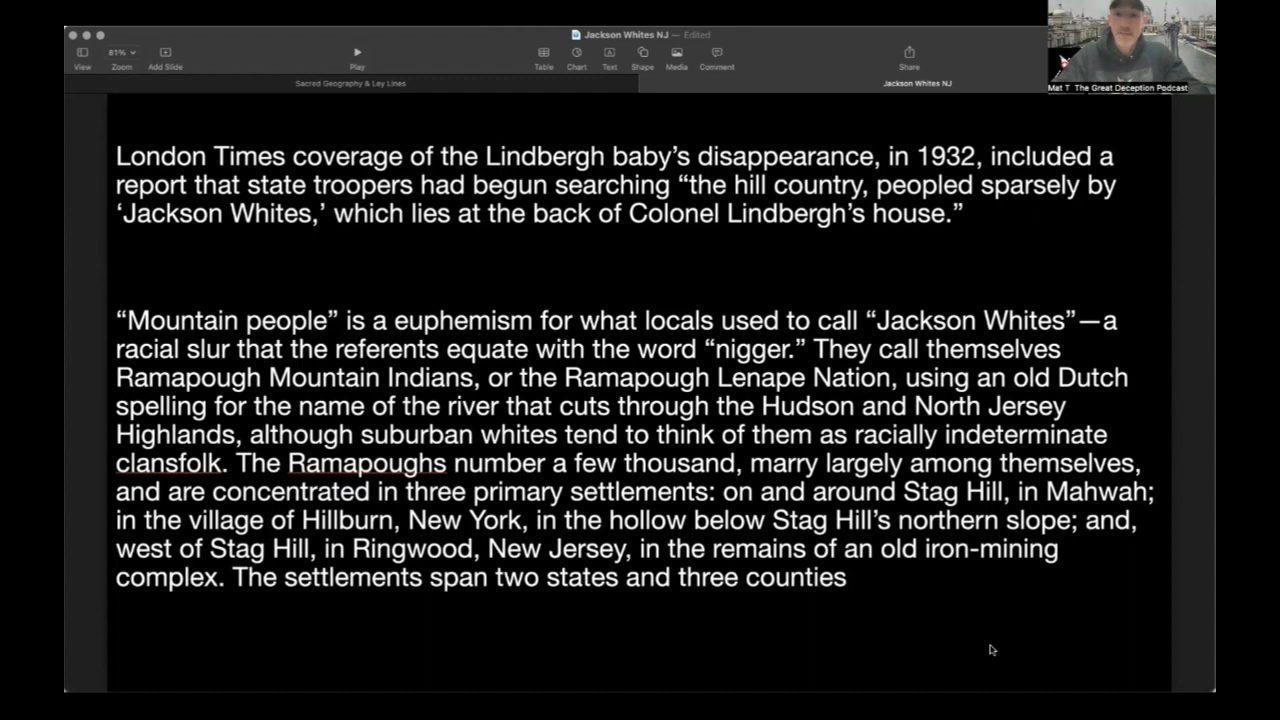 Jackson Whites NJ — Edited
81%
View
Zoom
Add Slide
Play
Table
Chart
Text
Shape
Media
Comment
Share
Sacred Geography & Ley Lines
Jackson Whites NJ
Mat T The Great Deception Podcast
London Times coverage of the Lindbergh baby’s disappearance, in 1932, included a
report that state troopers had begun searching “the hill country, peopled sparsely by
‘Jackson Whites,’ which lies at the back of Colonel Lindbergh’s house.”
“Mountain people” is a euphemism for what locals used to call “Jackson Whites”—a
racial slur that the referents equate with the word “nigger.” They call themselves
Ramapough Mountain Indians, or the Ramapough Lenape Nation, using an old Dutch
spelling for the name of the river that cuts through the Hudson and North Jersey
Highlands, although suburban whites tend to think of them as racially indeterminate
clansfolk. The Ramapoughs number a few thousand, marry largely among themselves,
and are concentrated in three primary settlements: on and around Stag Hill, in Mahwah;
in the village of Hillburn, New York, in the hollow below Stag Hill’s northern slope; and,
west of Stag Hill, in Ringwood, New Jersey, in the remains of an old iron-mining
complex. The settlements span two states and three counties